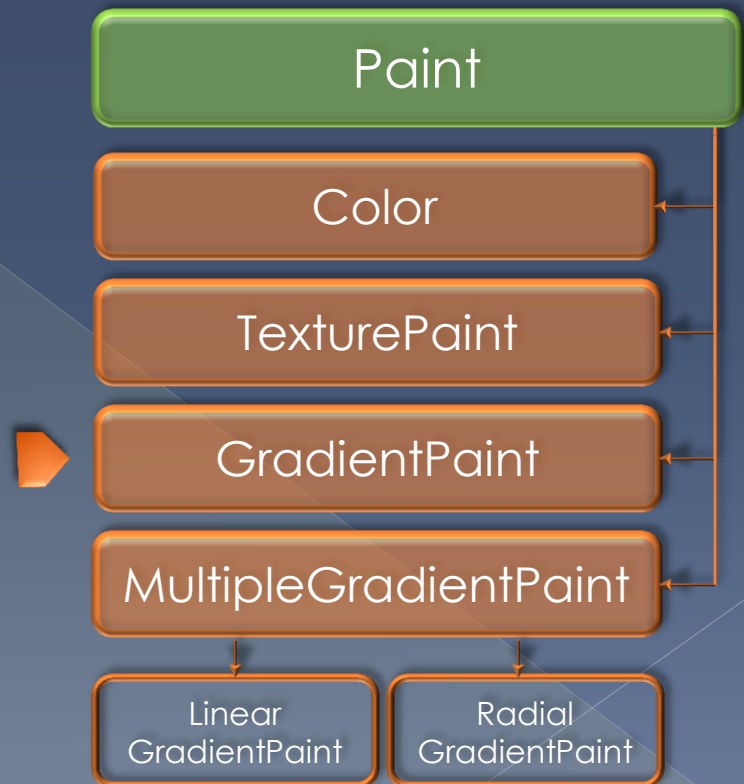 Paint
Color
TexturePaint
GradientPaint
MultipleGradientPaint
Linear
GradientPaint
Radial
GradientPaint